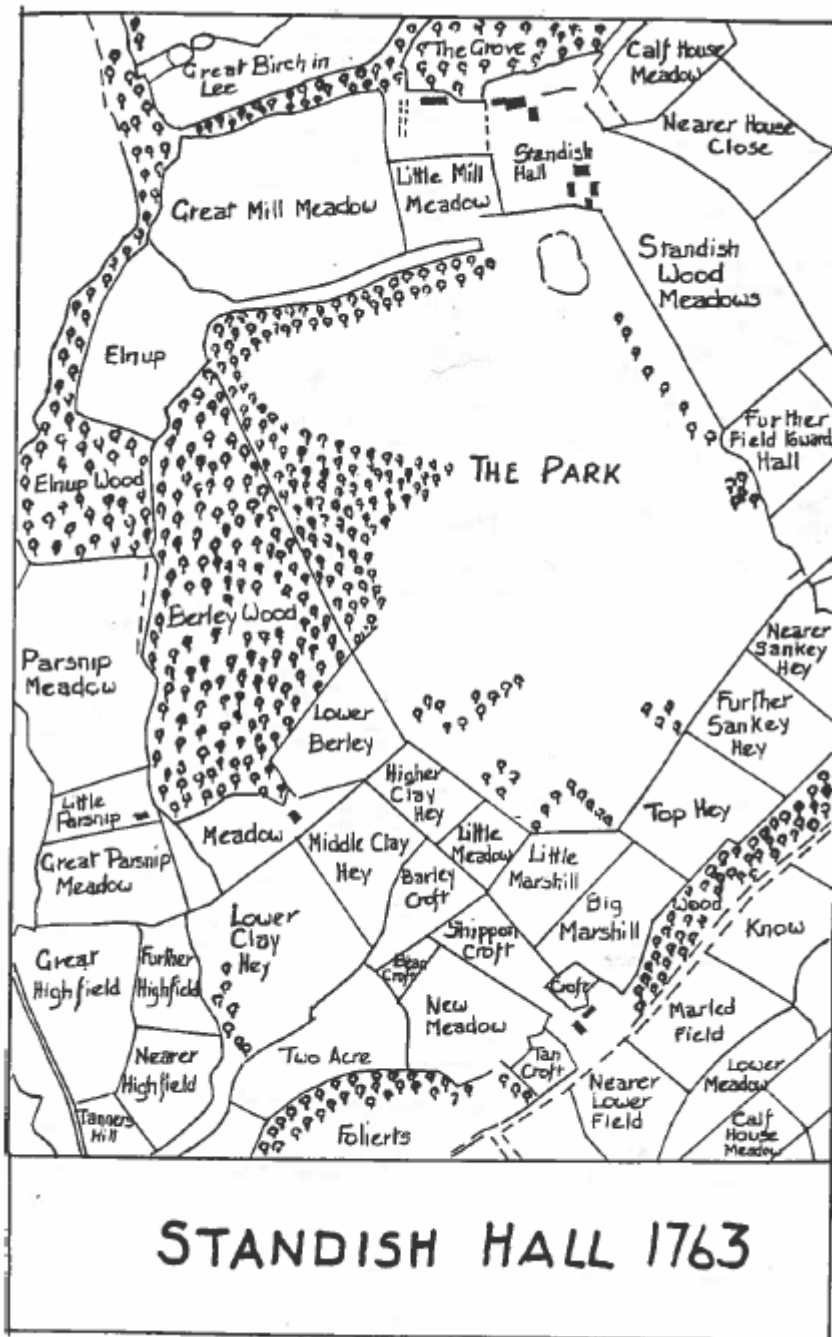 The Grove
Calf House
Meadow
Great Birch in
Lee
Nearer House
Close
Standish
Hall
Little Mill
Meadow
Great Mill Meadow
Standish
Wood
Meadows
Elnup
Further
Field toward
Hall
THE PARK
Elnup Wood
Berley Wood
Nearer
Sankey
Hey
Parsnip
Meadow
Further
Sankey
Hey
Lower
Berley
Higher
Clay
Hey
Little
Parsnip
Top Hey
Meadow
Middle Clay
Hey
Little
Meadow
Little
Marshill
Great Parsnip
Meadow
Barley
Croft
Big
Marshill
Wood
Lower
Clay
Hey
Shippon
Croft
Know
Great
Highfield
Further
Highfield
Bean
Croft
Croft
New
Meadow
Marled
Field
Nearer
Highfield
Two Acre
Tan
Croft
Nearer
Lower
Field
Lower
Meadow
Tanners
Hill
Folierts
Calf
House
Meadow
STANDISH HALL 1763